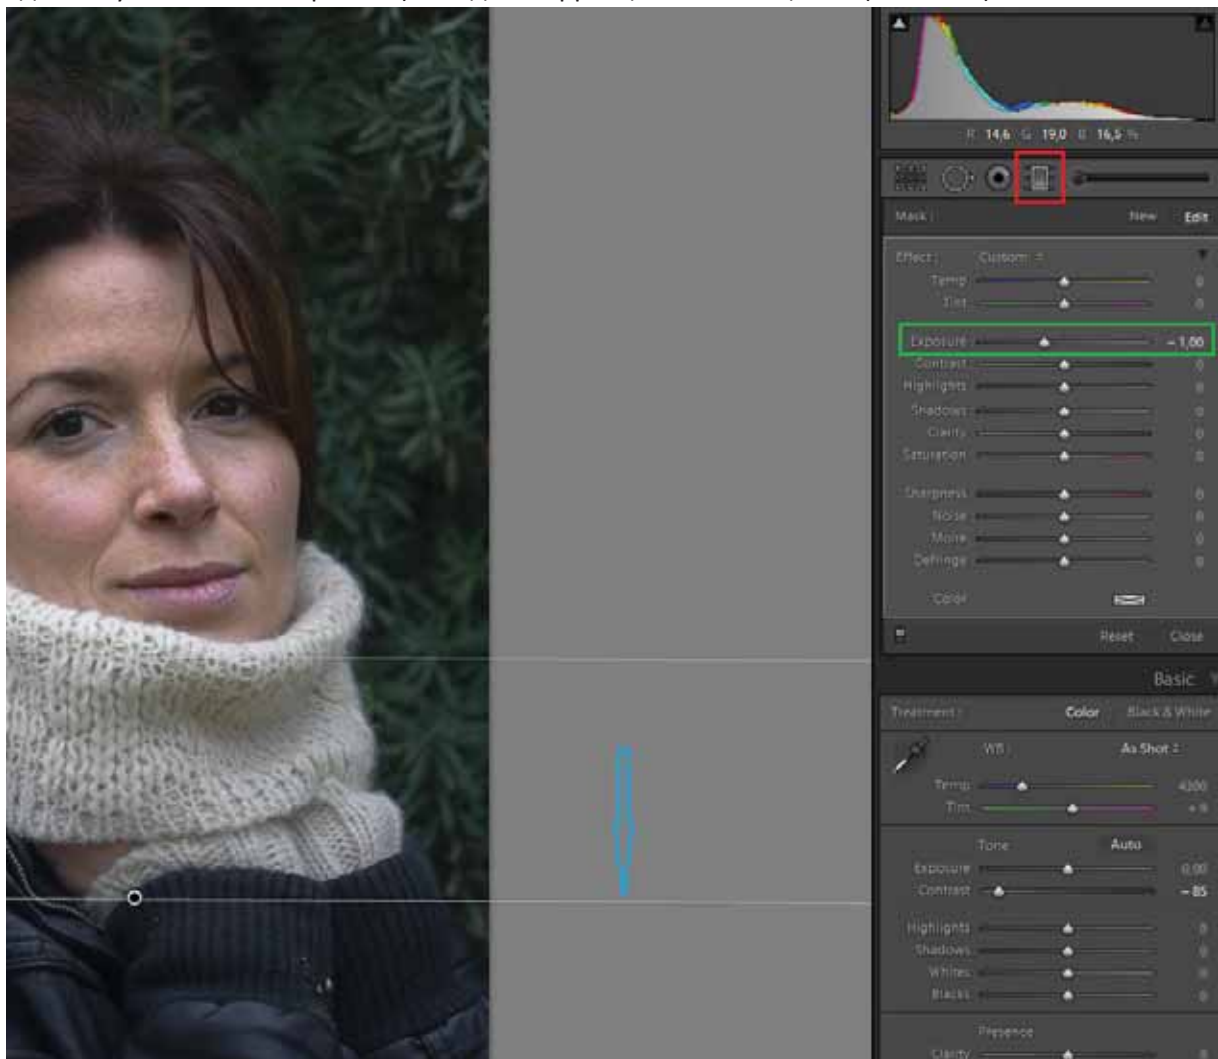 R 14,6 G 19,0 B 16,5 %
Mask : New Edit
Effect : Custom
Temp 0
Tint 0
Exposure - 1,00
Contrast 0
Highlights 0
Shadows 0
Clarity 0
Saturation 0
Sharpness 0
Noise 0
Moire 0
Defringe 0
Color
Reset Close
Basic
Treatment : Color Black & White
WB : As Shot
Temp 4300
Tint
Tone Auto
Exposure 0,00
Contrast - 85
Highlights 0
Shadows 0
Whites 0
Blacks 0
Presence
Clarity